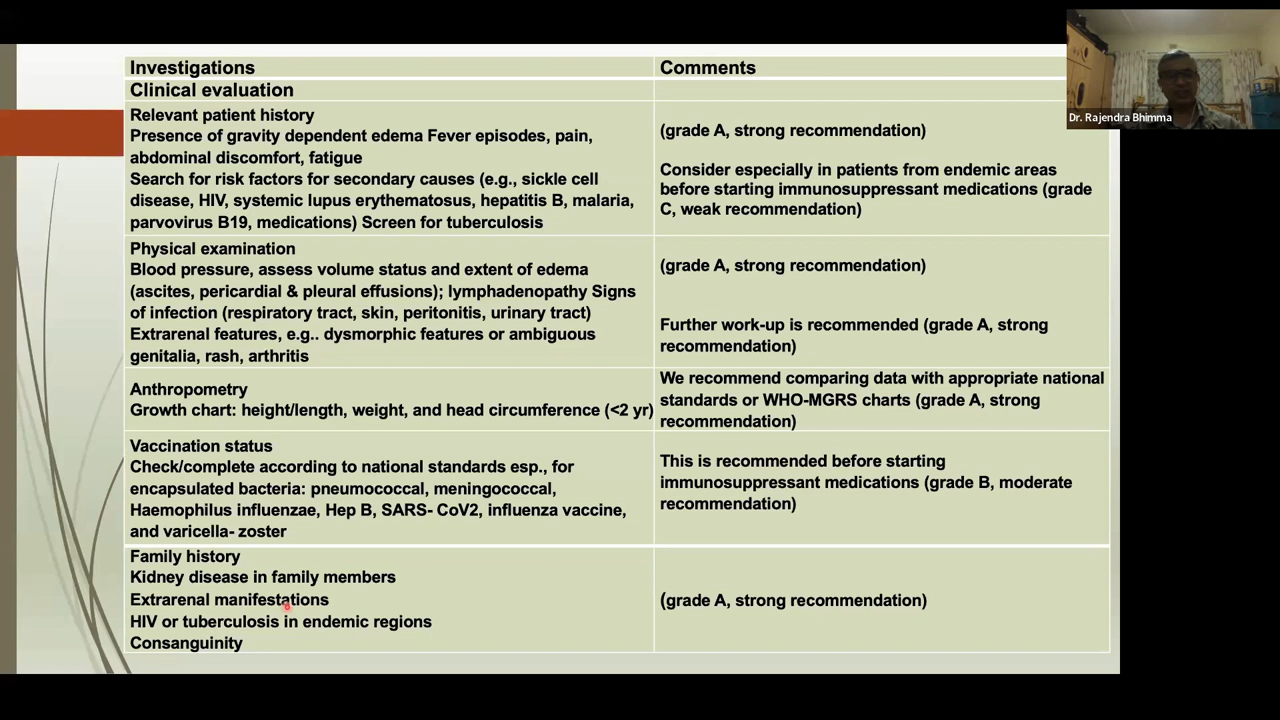 Investigations
Comments
Clinical evaluation
Relevant patient history
Presence of gravity dependent edema Fever episodes, pain,
abdominal discomfort, fatigue
Search for risk factors for secondary causes (e.g., sickle cell
disease, HIV, systemic lupus erythematosus, hepatitis B, malaria,
parvovirus B19, medications) Screen for tuberculosis
(grade A, strong recommendation)
Consider especially in patients from endemic areas
before starting immunosuppressant medications (grade
C, weak recommendation)
Physical examination
Blood pressure, assess volume status and extent of edema
(ascites, pericardial & pleural effusions); lymphadenopathy Signs
of infection (respiratory tract, skin, peritonitis, urinary tract)
Extrarenal features, e.g.. dysmorphic features or ambiguous
genitalia, rash, arthritis
(grade A, strong recommendation)
Further work-up is recommended (grade A, strong
recommendation)
Anthropometry
Growth chart: height/length, weight, and head circumference (<2 yr)
We recommend comparing data with appropriate national
standards or WHO-MGRS charts (grade A, strong
recommendation)
Vaccination status
Check/complete according to national standards esp., for
encapsulated bacteria: pneumococcal, meningococcal,
Haemophilus influenzae, Hep B, SARS- CoV2, influenza vaccine,
and varicella- zoster
This is recommended before starting
immunosuppressant medications (grade B, moderate
recommendation)
Family history
Kidney disease in family members
Extrarenal manifestations
HIV or tuberculosis in endemic regions
Consanguinity
(grade A, strong recommendation)
Dr. Rajendra Bhimma